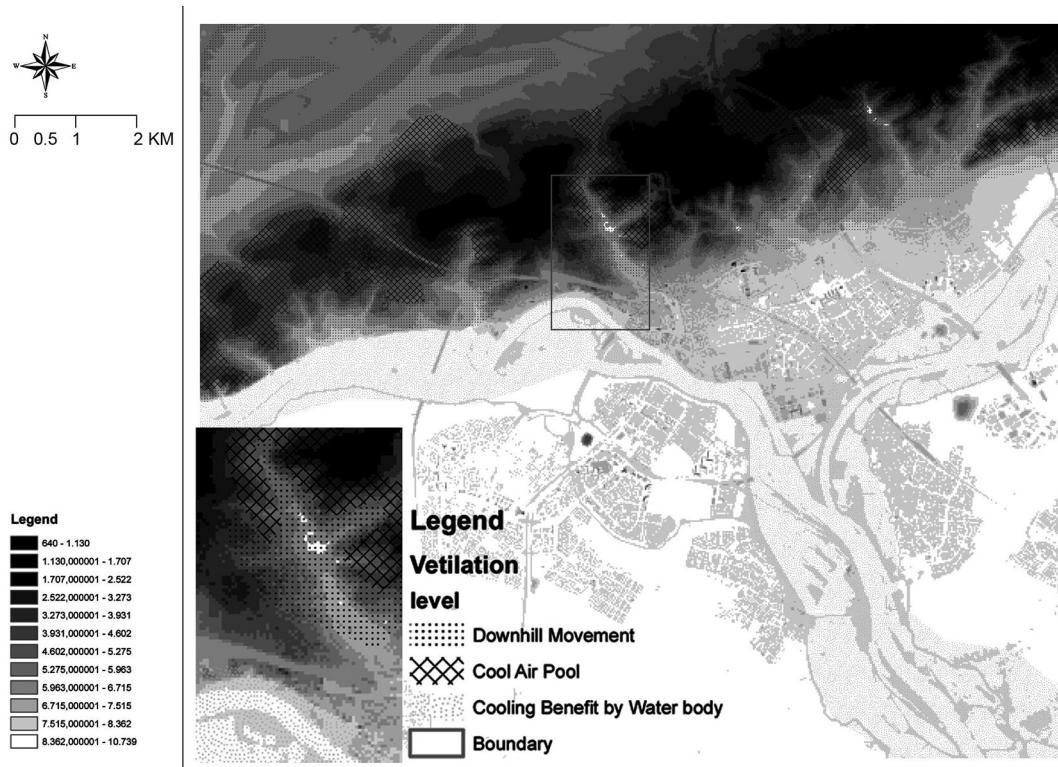 N
W E
S
0 0.5 1 2 KM
Legend
640 - 1.130
1.130,000001 - 1.707
1.707,000001 - 2.522
2.522,000001 - 3.273
3.273,000001 - 3.931
3.931,000001 - 4.602
4.602,000001 - 5.275
5.275,000001 - 5.963
5.963,000001 - 6.715
6.715,000001 - 7.515
7.515,000001 - 8.362
8.362,000001 - 10.739
Legend
Vetilation
level
Downhill Movement
Cool Air Pool
Cooling Benefit by Water body
Boundary